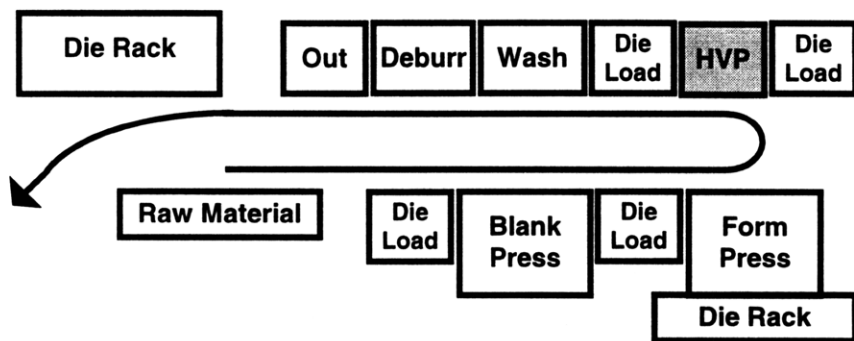 Die Rack
Out
Deburr
Wash
Die
Load
HVP
Die
Load
Raw Material
Die
Load
Blank
Press
Die
Load
Form
Press
Die Rack